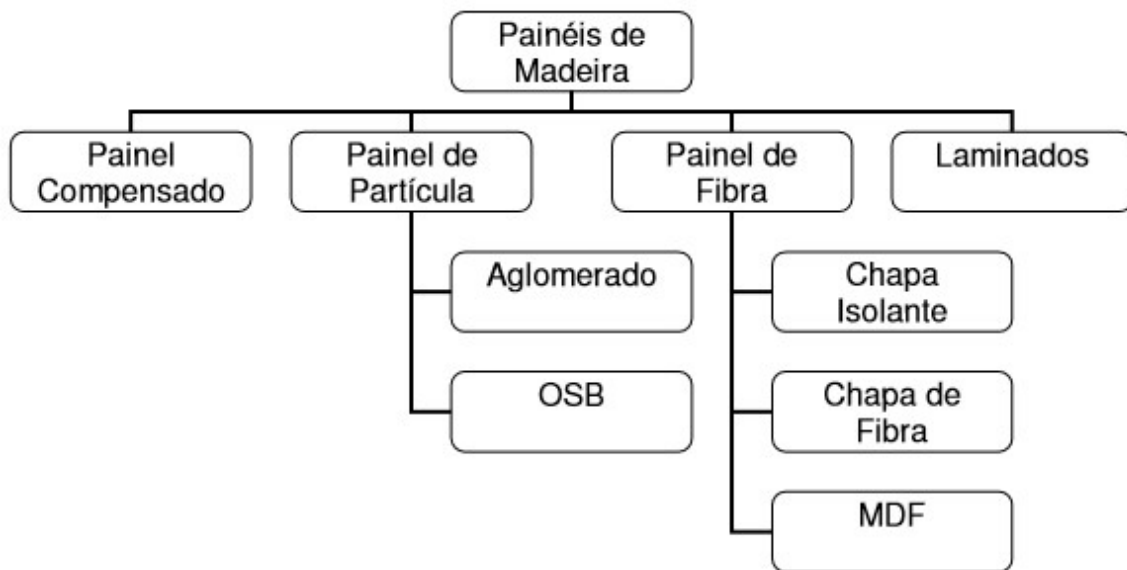 Painéis de
Madeira
Painel
Compensado
Painel de
Partícula
Painel de
Fibra
Laminados
Aglomerado
Chapa
Isolante
OSB
Chapa de
Fibra
MDF